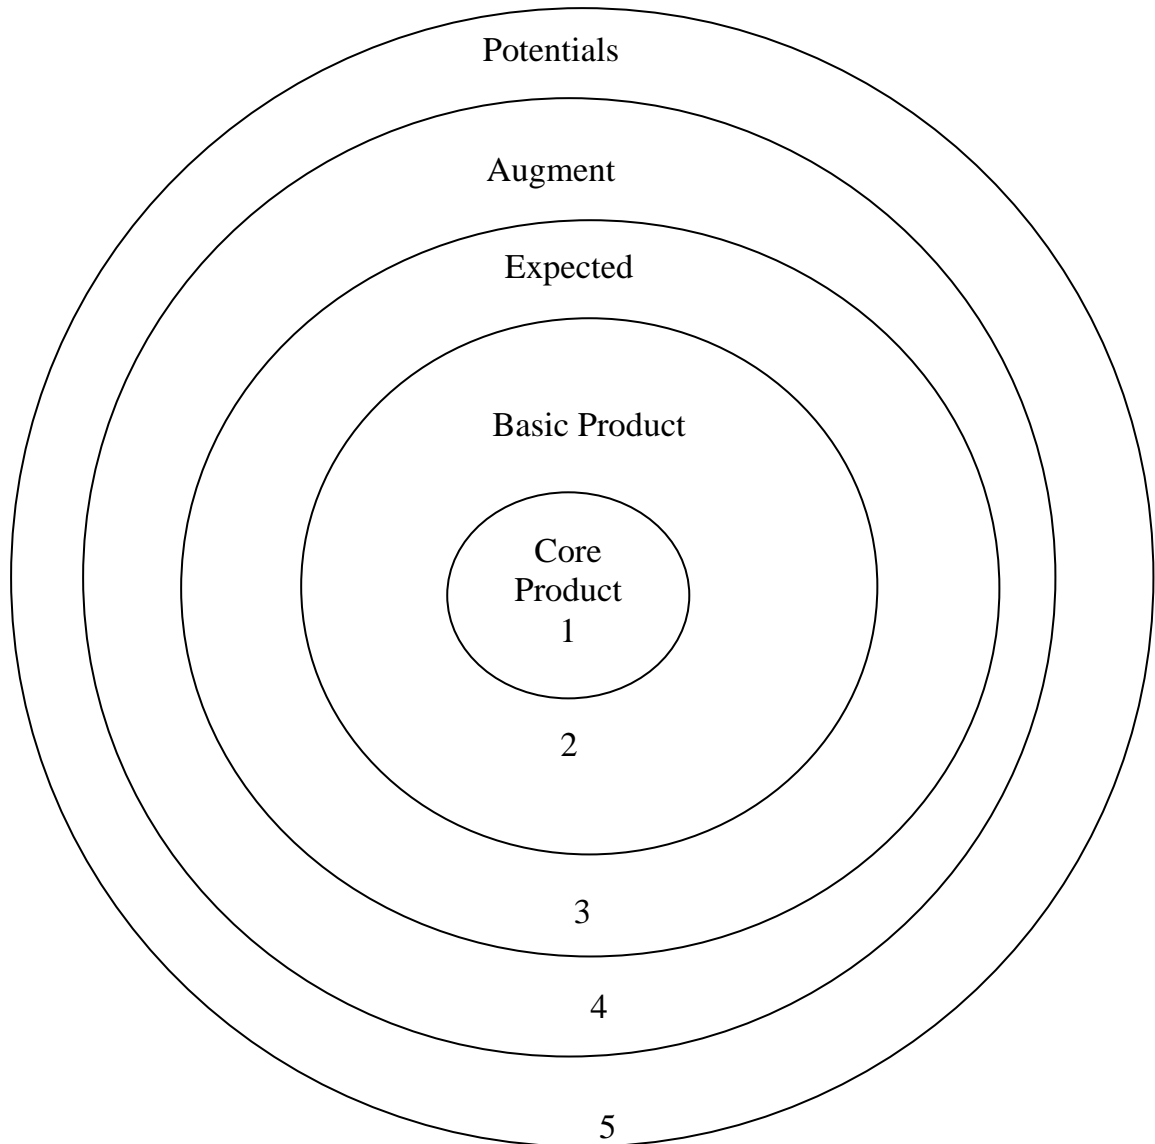 Potentials
Augment
Expected
Basic Product
Core
Product
1
2
3
4
5